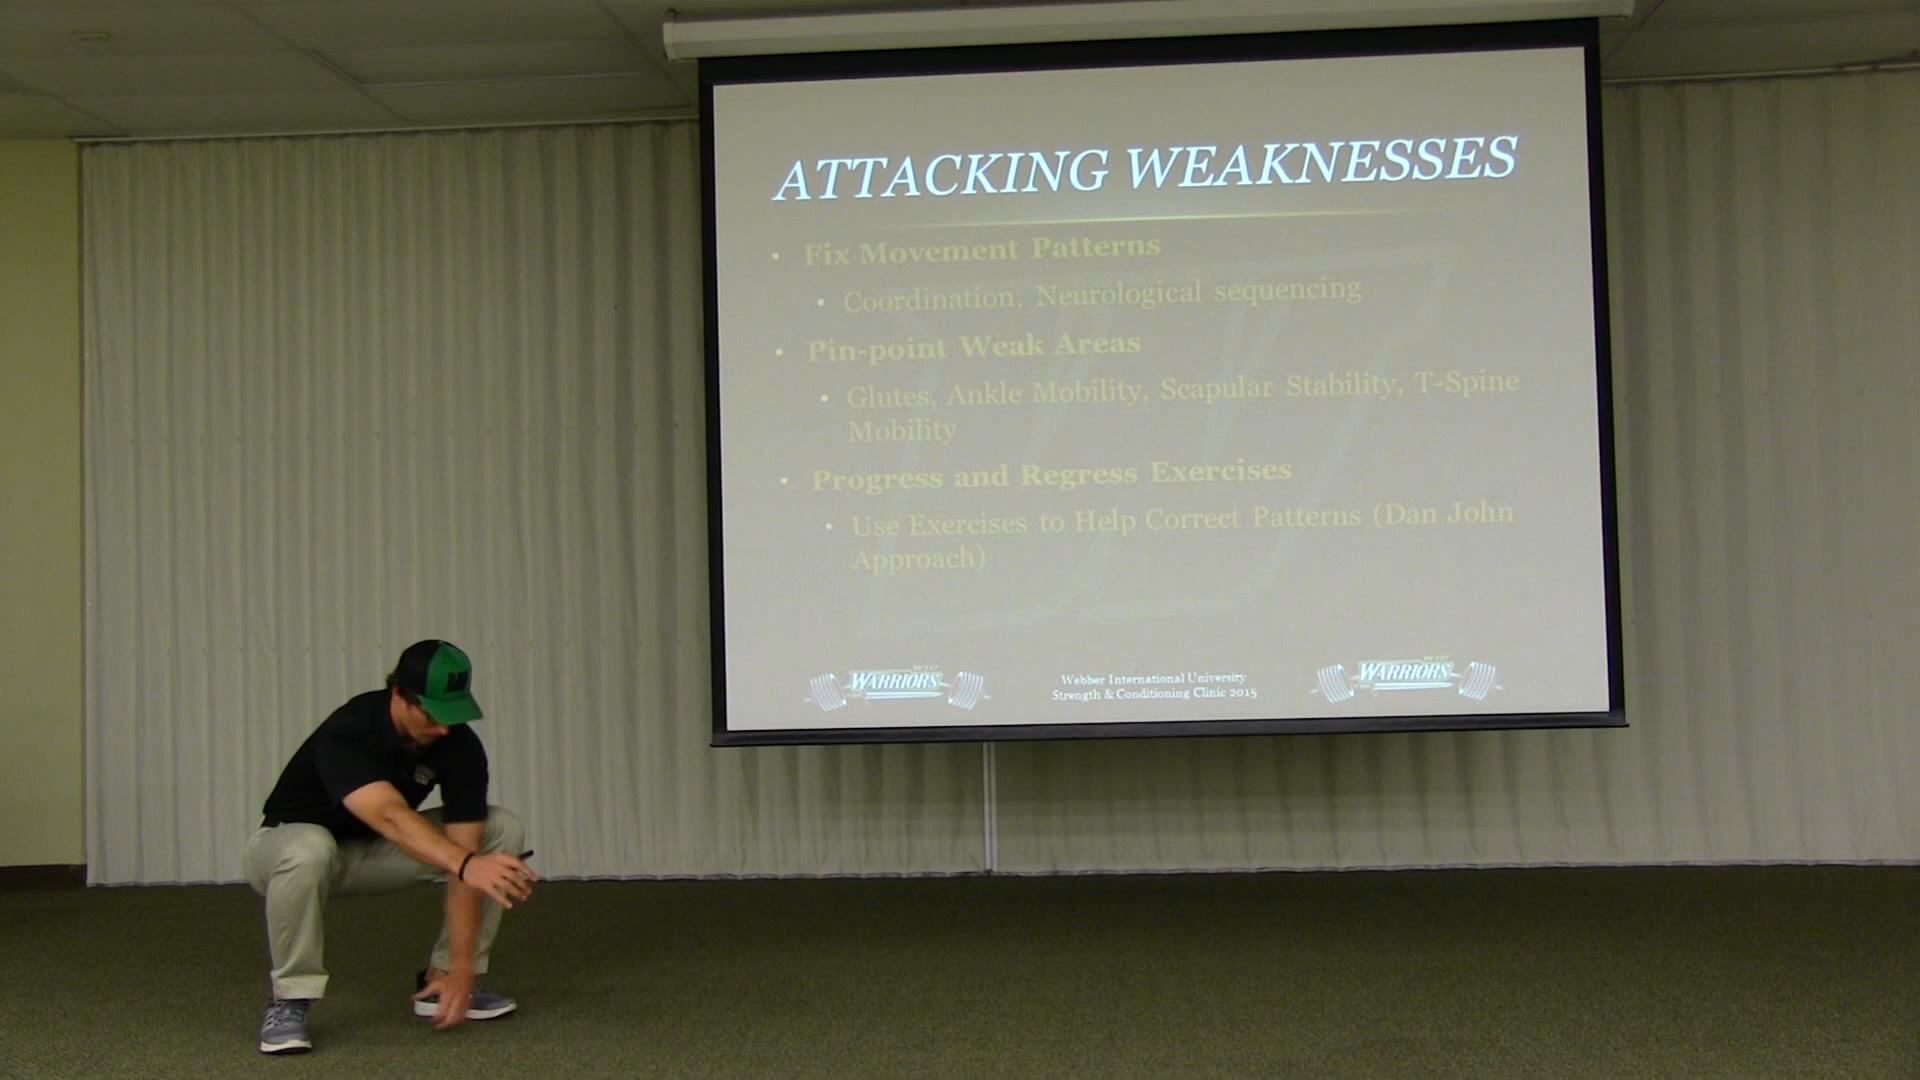 ATTACKING WEAKNESSES
• Fix Movement Patterns
• Coordination, Neurological sequencing
• Pin-point Weak Areas
• Glutes, Ankle Mobility, Scapular Stability, T-Spine
Mobility
• Progress and Regress Exercises
• Use Exercises to Help Correct Patterns (Dan John
Approach)
WIU
WARRIORS
Webber International University
Strength & Conditioning Clinic 2015
WIU
WARRIORS